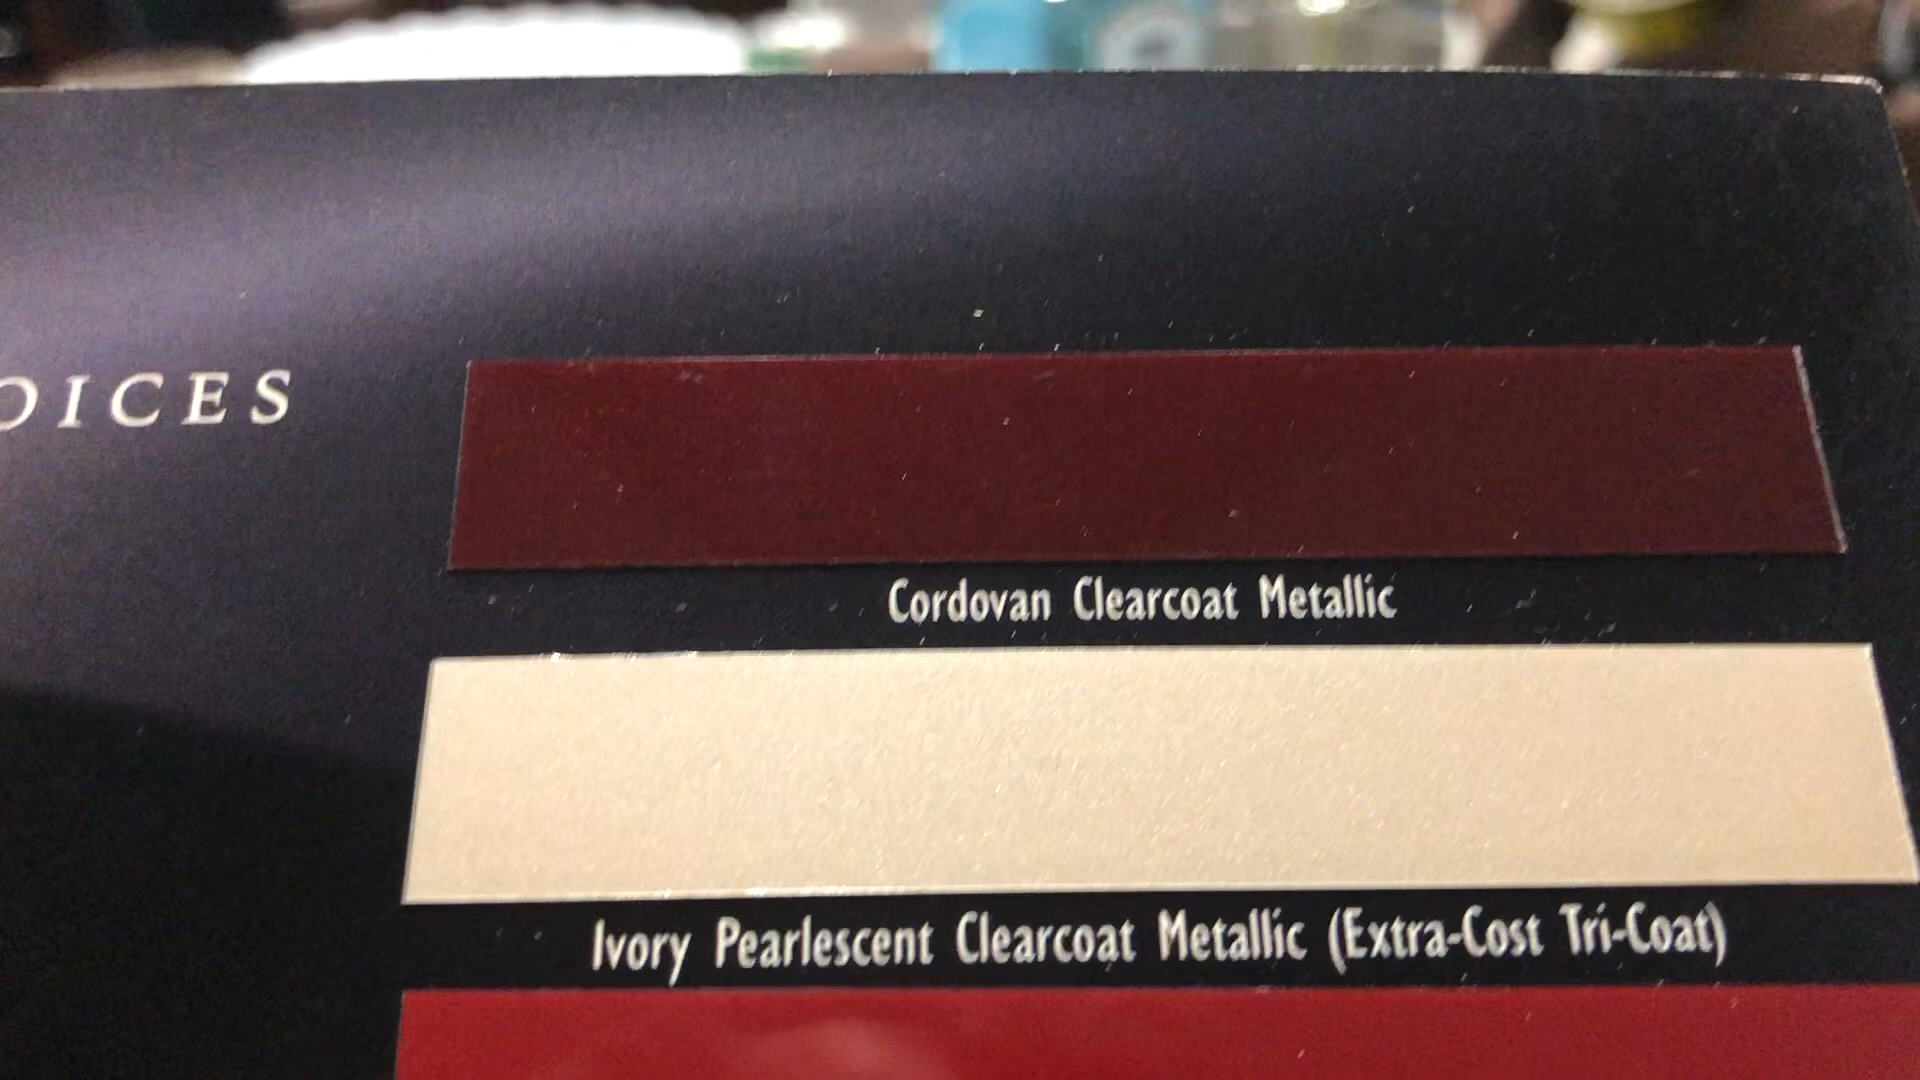 OICES
Cordovan Clearcoat Metallic
Ivory Pearlescent Clearcoat Metallic (Extra-Cost Tri-Coat)